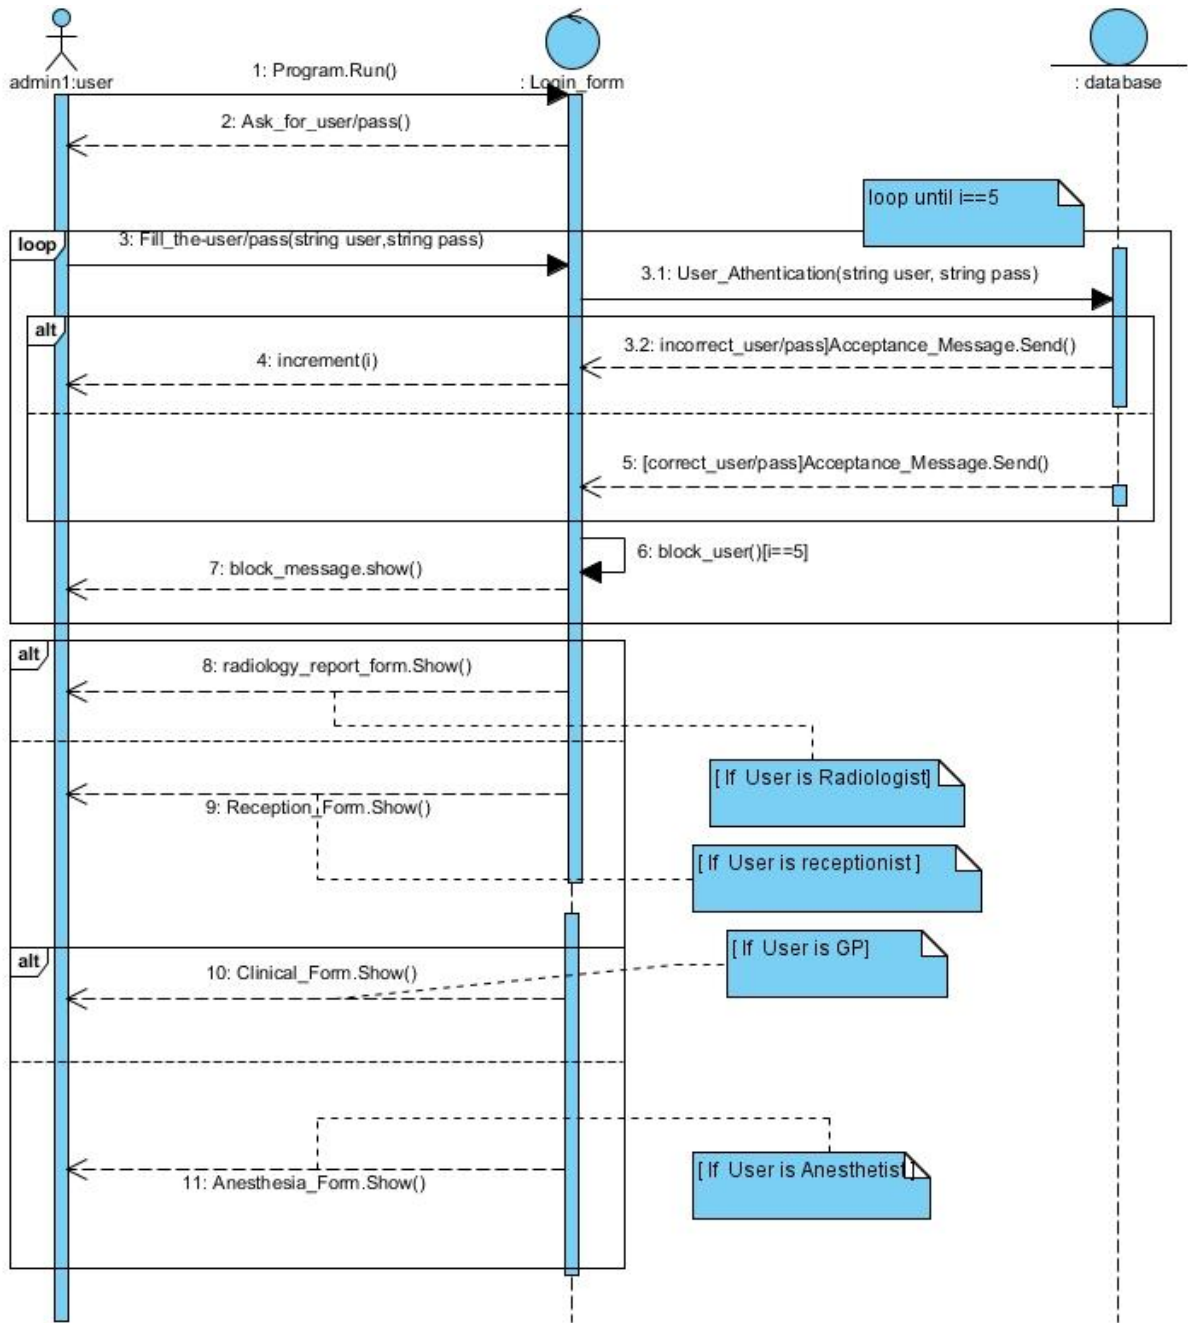 1: Program.Run()
admin1:user
: Login_form
: database
2: Ask_for_user/pass()
loop until i==5
loop
3: Fill_the-user/pass(string user,string pass)
3.1: User_Athentication(string user, string pass)
alt
3.2: incorrect_user/pass]Acceptance_Message.Send()
4: increment(i)
5: [correct_user/pass]Acceptance_Message.Send()
6: block_user()[i==5]
7: block_message.show()
alt
8: radiology_report_form.Show()
[ If User is Radiologist]
9: Reception_Form.Show()
[ If User is receptionist ]
[ If User is GP]
alt
10: Clinical_Form.Show()
[ If User is Anesthetist ]
11: Anesthesia_Form.Show()